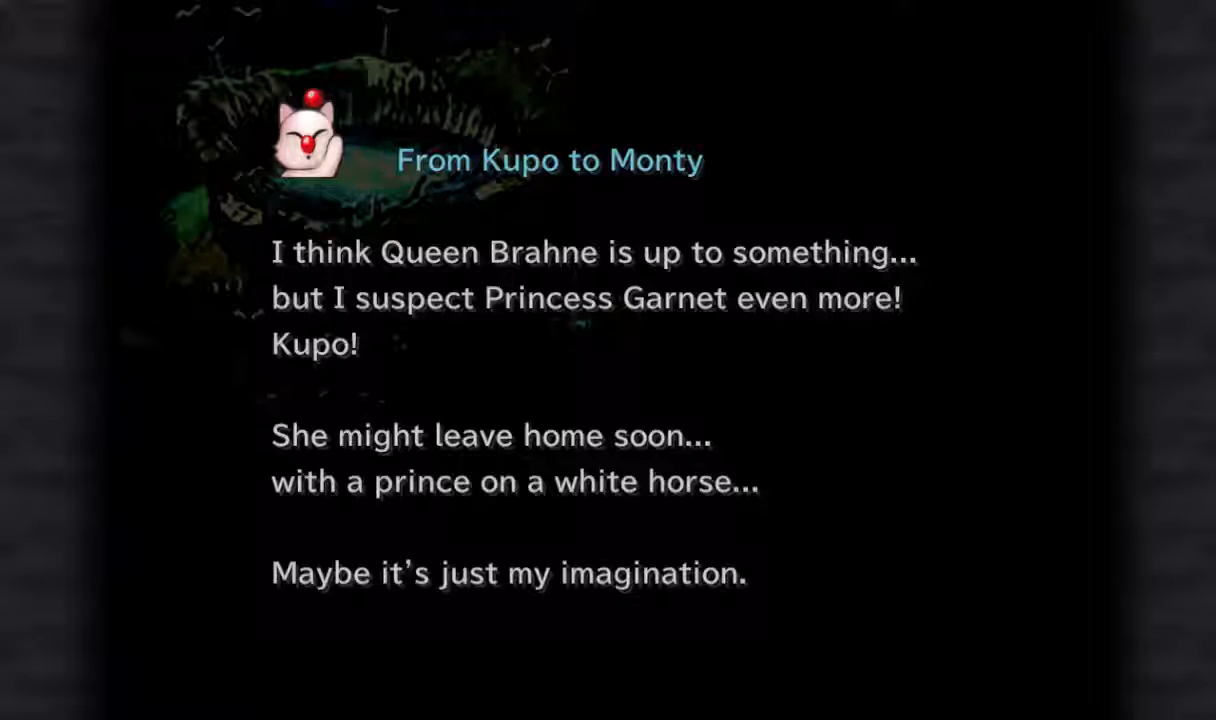 From Kupo to Monty
I think Queen Brahne is up to something...
but I suspect Princess Garnet even more!
Kupo!
She might leave home soon...
with a prince on a white horse...
Maybe it’s just my imagination.